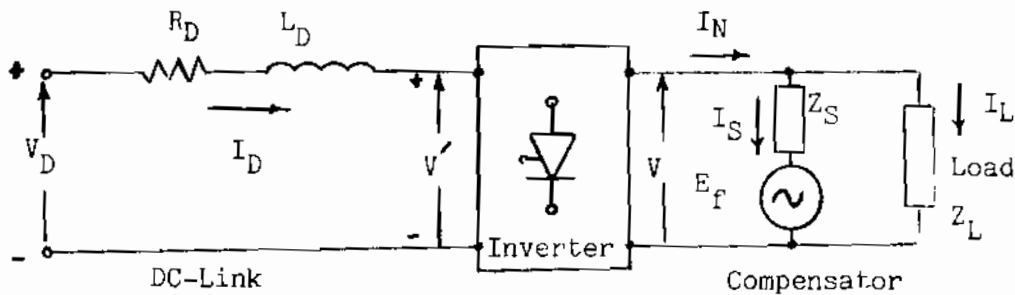 R_D
L_D
I_N
+
+
Z_S
I_S
I_L
V_D
I_D
V′
V
Load
E_f
Z_L
-
-
Inverter
DC-Link
Compensator